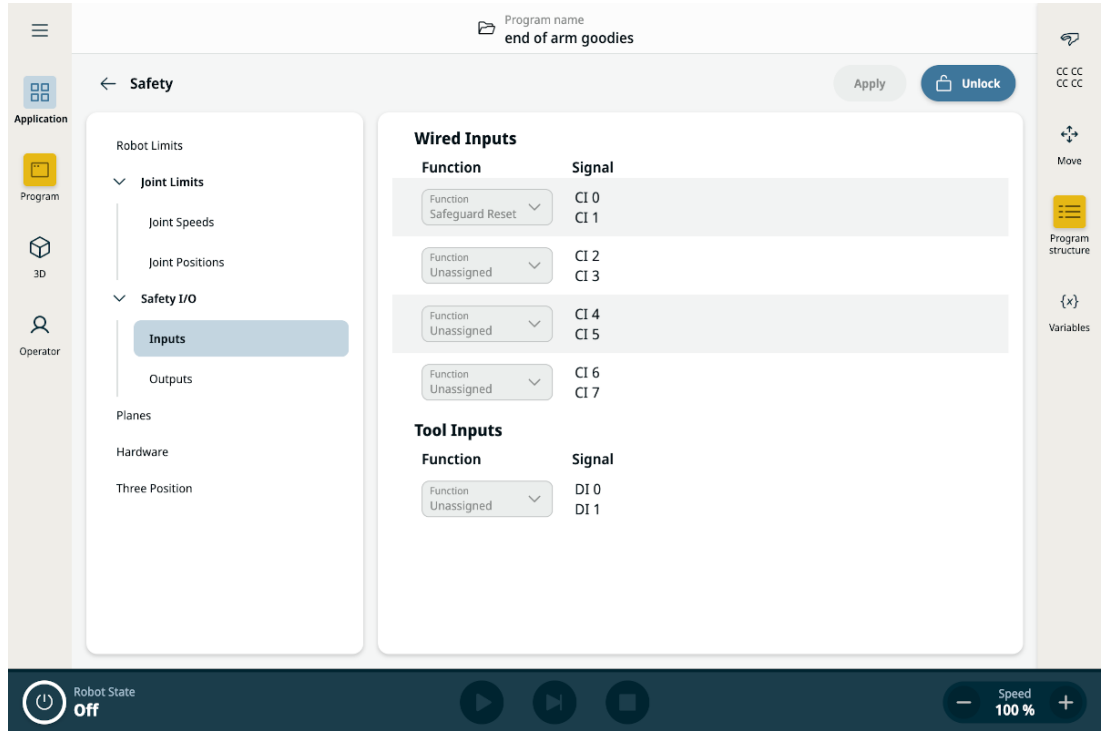 Program name
end of arm goodies
Safety
Apply
Unlock
Application
Program
3D
Operator
Robot Limits
Joint Limits
Joint Speeds
Joint Positions
Safety I/O
Inputs
Outputs
Planes
Hardware
Three Position
Wired Inputs
Function Signal
Function
Safeguard Reset
CI 0
CI 1
Function
Unassigned
CI 2
CI 3
Function
Unassigned
CI 4
CI 5
Function
Unassigned
CI 6
CI 7
Tool Inputs
Function Signal
Function
Unassigned
DI 0
DI 1
CC CC
CC CC
Move
Program
structure
{x}
Variables
Robot State
Off
Speed
100 %